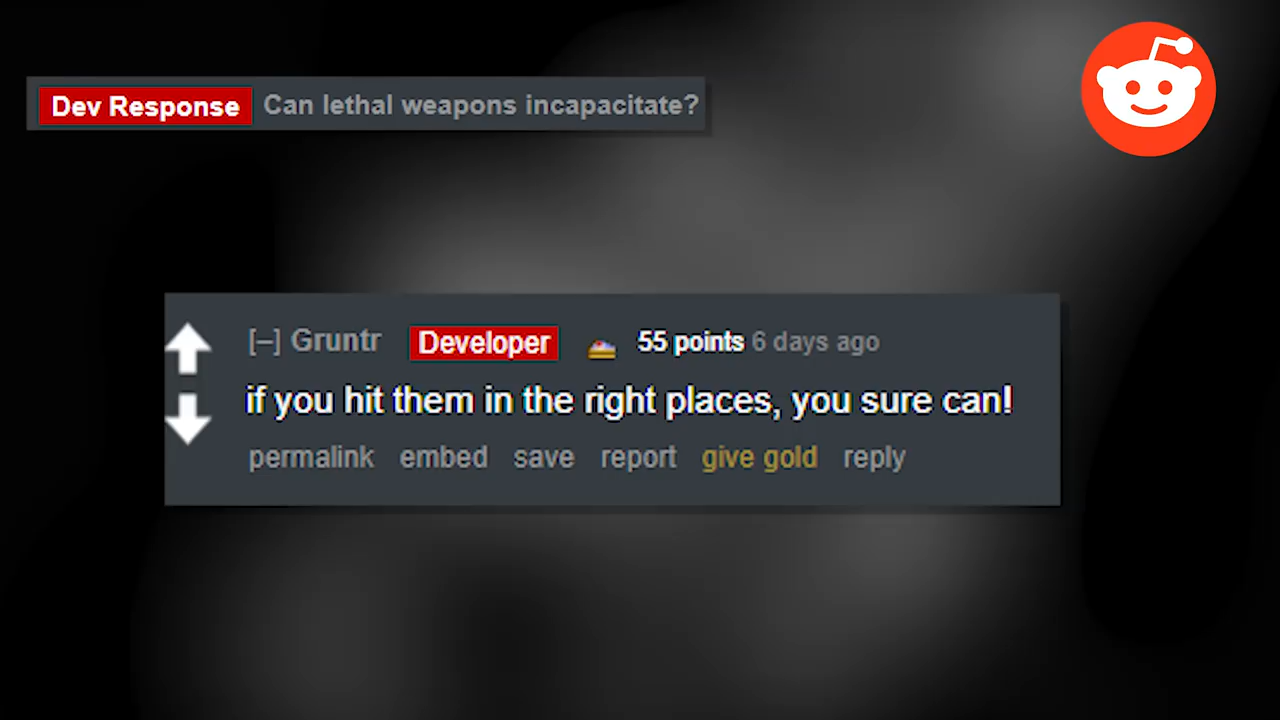 Dev Response Can lethal weapons incapacitate?
[–] Gruntr Developer 55 points 6 days ago
if you hit them in the right places, you sure can!
permalink embed save report give gold reply